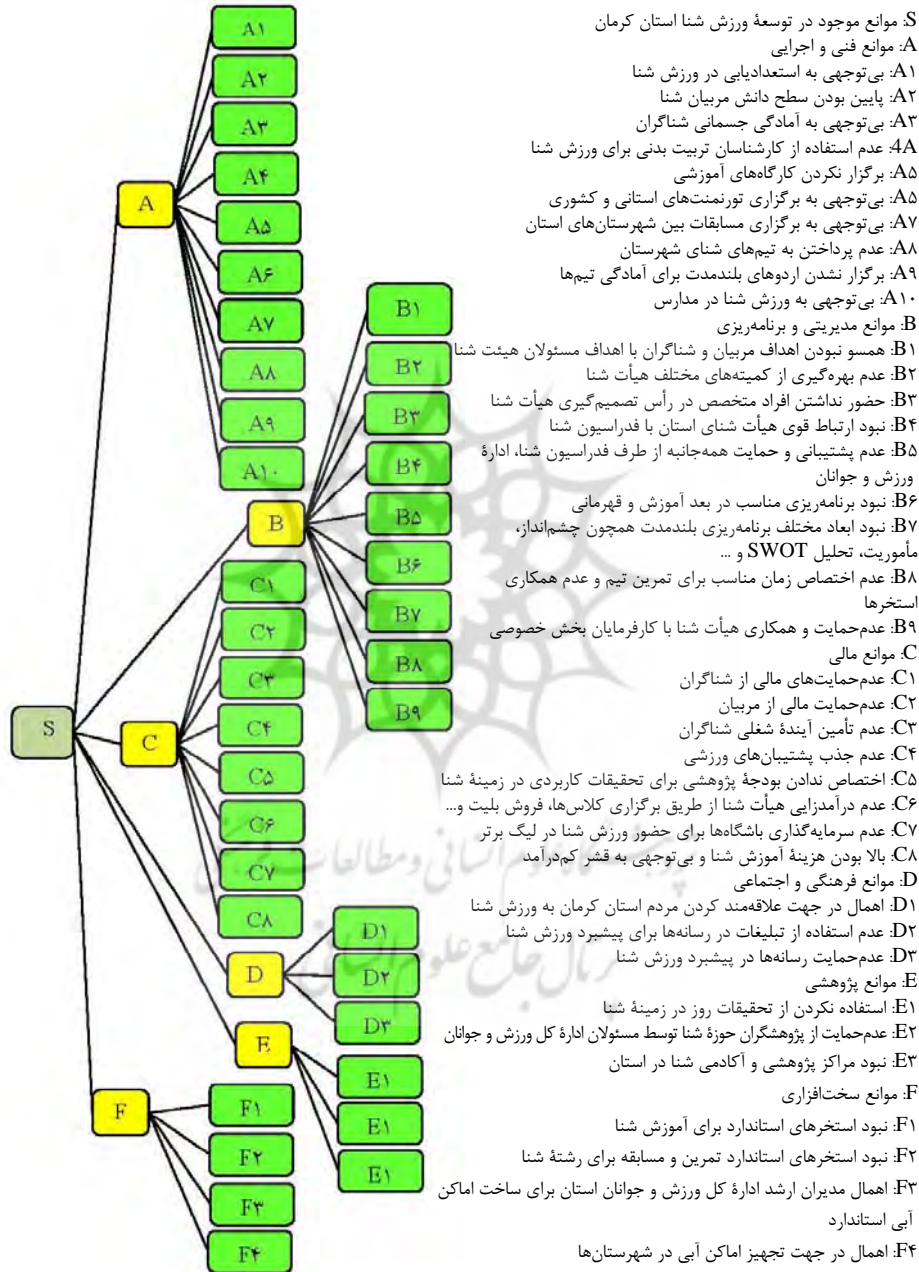 S: موانع موجود در توسعهٔ ورزش شنا استان کرمان
A: موانع فنی و اجرایی
A۱: بی‌توجهی به استعدادیابی در ورزش شنا
A۲: پایین بودن سطح دانش مربیان شنا
A۳: بی‌توجهی به آمادگی جسمانی شناگران
4A: عدم استفاده از کارشناسان تربیت بدنی برای ورزش شنا
A۵: برگزار نکردن کارگاه‌های آموزشی
A۵: بی‌توجهی به برگزاری تورنمنت‌های استانی و کشوری
A۷: بی‌توجهی به برگزاری مسابقات بین شهرستان‌های استان
A۸: عدم پرداختن به تیم‌های شنای شهرستان
A۹: برگزار نشدن اردوهای بلندمدت برای آمادگی تیم‌ها
A۱۰: بی‌توجهی به ورزش شنا در مدارس
B: موانع مدیریتی و برنامه‌ریزی
B۱: همسو نبودن اهداف مربیان و شناگران با اهداف مسئولان هیئت شنا
B۲: عدم بهره‌گیری از کمیته‌های مختلف هیأت شنا
B۳: حضور نداشتن افراد متخصص در رأس تصمیم‌گیری هیأت شنا
B۴: نبود ارتباط قوی هیأت شنای استان با فدراسیون شنا
B۵: عدم پشتیبانی و حمایت همه‌جانبه از طرف فدراسیون شنا، ادارهٔ
ورزش و جوانان
B۶: نبود برنامه‌ریزی مناسب در بعد آموزش و قهرمانی
B۷: نبود ابعاد مختلف برنامه‌ریزی بلندمدت همچون چشم‌انداز،
مأموریت، تحلیل SWOT و ...
B۸: عدم اختصاص زمان مناسب برای تمرین تیم و عدم همکاری
استخرها
B۹: عدم‌حمایت و همکاری هیأت شنا با کارفرمایان بخش خصوصی
C: موانع مالی
C۱: عدم‌حمایت‌های مالی از شناگران
C۲: عدم‌حمایت مالی از مربیان
C۳: عدم تأمین آیندهٔ شغلی شناگران
C۴: عدم جذب پشتیبان‌های ورزشی
C۵: اختصاص ندادن بودجهٔ پژوهشی برای تحقیقات کاربردی در زمینهٔ شنا
C۶: عدم درآمدزایی هیأت شنا از طریق برگزاری کلاس‌ها، فروش بلیت و...
C۷: عدم سرمایه‌گذاری باشگاه‌ها برای حضور ورزش شنا در لیگ برتر
C۸: بالا بودن هزینهٔ آموزش شنا و بی‌توجهی به قشر کم‌درآمد
D: موانع فرهنگی و اجتماعی
D۱: اهمال در جهت علاقه‌مند کردن مردم استان کرمان به ورزش شنا
D۲: عدم استفاده از تبلیغات در رسانه‌ها برای پیشبرد ورزش شنا
D۳: عدم‌حمایت رسانه‌ها در پیشبرد ورزش شنا
E: موانع پژوهشی
E۱: استفاده نکردن از تحقیقات روز در زمینهٔ شنا
E۲: عدم‌حمایت از پژوهشگران حوزهٔ شنا توسط مسئولان ادارهٔ کل ورزش و جوانان
E۳: نبود مراکز پژوهشی و آکادمی شنا در استان
F: موانع سخت‌افزاری
F۱: نبود استخرهای استاندارد برای آموزش شنا
F۲: نبود استخرهای استاندارد تمرین و مسابقه برای رشتهٔ شنا
F۳: اهمال مدیران ارشد ادارهٔ کل ورزش و جوانان استان برای ساخت اماکن
آبی استاندارد
F۴: اهمال در جهت تجهیز اماکن آبی در شهرستان‌ها
S
A
A۱
A۲
A۳
A۴
A۵
A۶
A۷
A۸
A۹
A۱۰
B
B۱
B۲
B۳
B۴
B۵
B۶
B۷
B۸
B۹
C
C۱
C۲
C۳
C۴
C۵
C۶
C۷
C۸
D
D۱
D۲
D۳
E
E۱
E۱
E۱
F
F۱
F۲
F۳
F۴